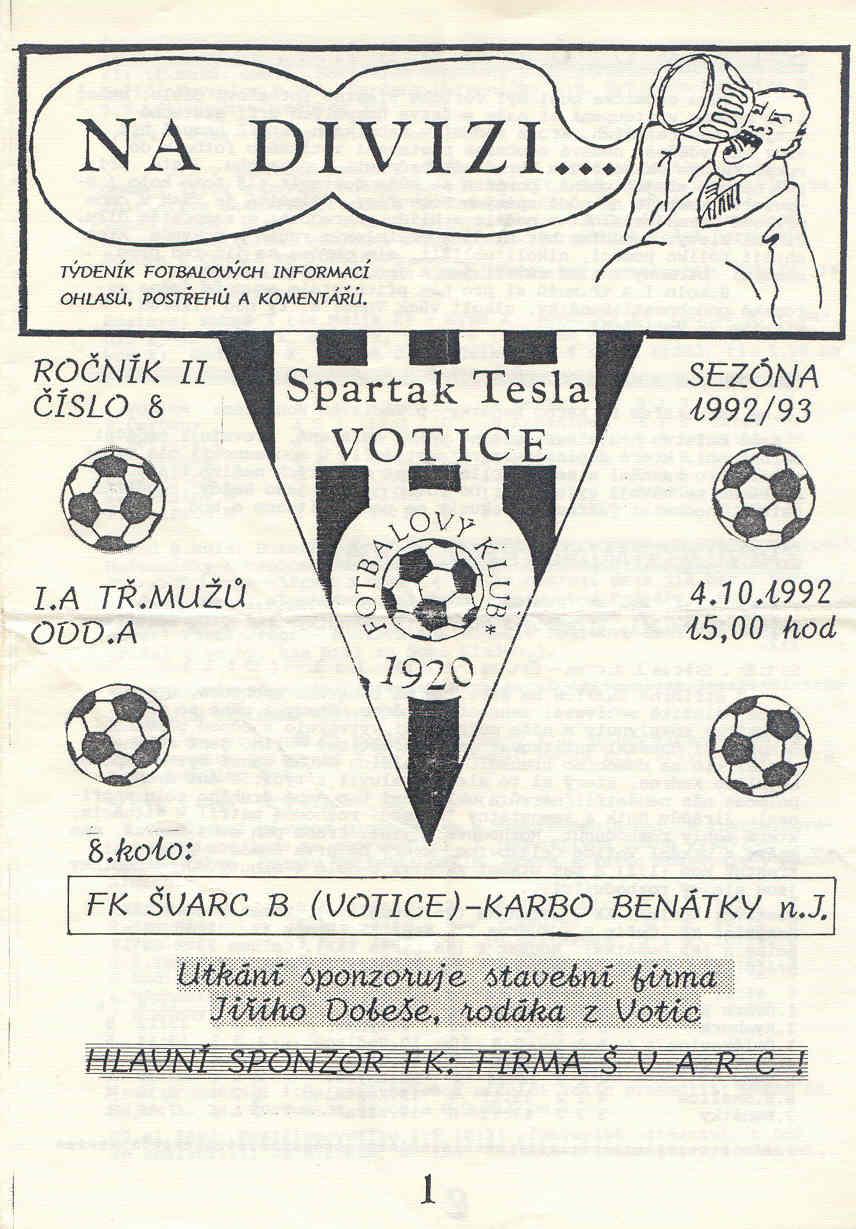 NA DIVIZI...
TÝDENÍK FOTBALOVÝCH INFORMACÍ
OHLASŮ, POSTŘEHŮ A KOMENTÁŘŮ.
ROČNÍK II
ČÍSLO 8
Spartak Tesla
VOTICE
SEZÓNA
1992/93
FOTBALOVÝ KLUB*
1920
I.A TŘ.MUŽŮ
ODD.A
4.10.1992
15,00 hod
8.kolo:
FK ŠVARC B (VOTICE)-KARBO BENÁTKY n.J.
Utkání sponzoruje stavební firma
Jiřího Dobeše, rodáka z Votic
HLAVNÍ SPONZOR FK: FIRMA Š V A R C !
1